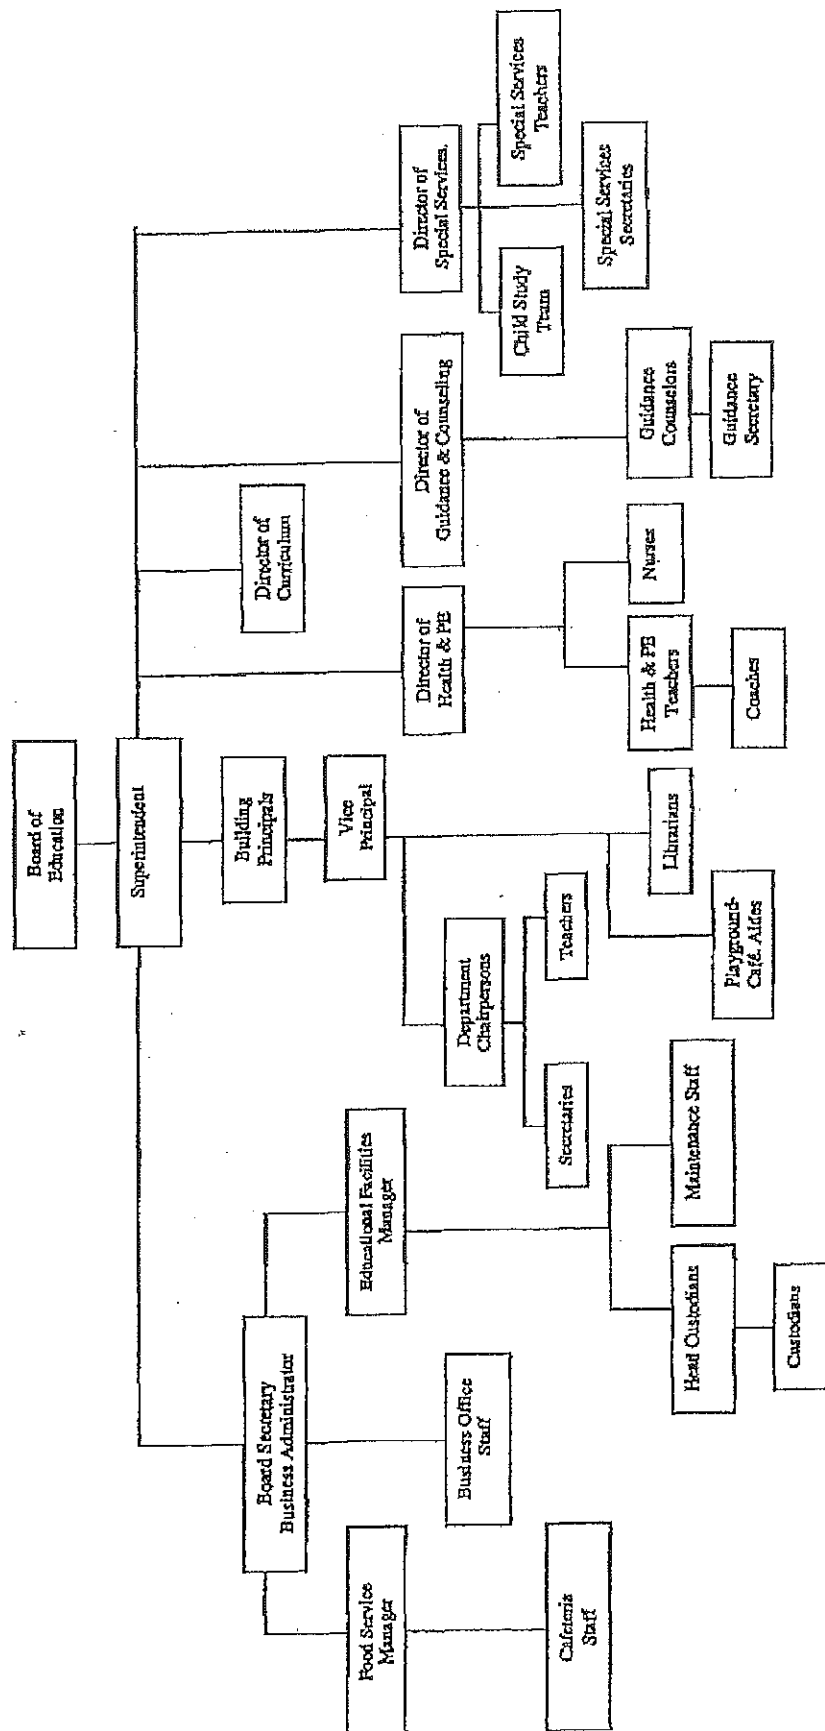 Board of
Education
Superintendent
Board Secretary
Business Administrator
Building
Principals
Director of
Curriculum
Food Service
Manager
Educational Facilities
Manager
Vice
Principal
Director of
Health & PE
Director of
Guidance & Counseling
Director of
Special Services.
Business Office
Staff
Department
Chairpersons
Child Study
Team
Special Services
Teachers
Cafeteria
Staff
Secretaries
Teachers
Special Services
Secretaries
Head Custodians
Maintenance Staff
Librarians
Health & PE
Teachers
Nurses
Guidance
Counselors
Custodians
Playground-
Café. Aides
Coaches
Guidance
Secretary